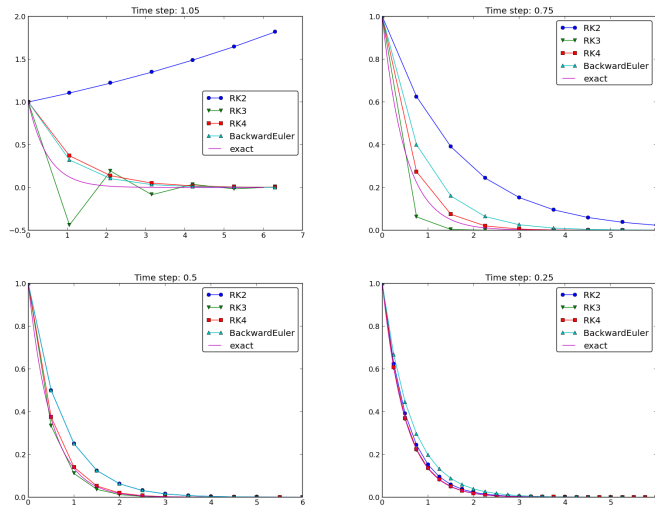 Time step: 1.05
2.0
1.5
1.0
0.5
0.0
−0.5
0 1 2 3 4 5 6 7
RK2
RK3
RK4
BackwardEuler
exact
Time step: 0.75
1.0
0.8
0.6
0.4
0.2
0.0
0 1 2 3 4 5
RK2
RK3
RK4
BackwardEuler
exact
Time step: 0.5
1.0
0.8
0.6
0.4
0.2
0.0
0 1 2 3 4 5 6
RK2
RK3
RK4
BackwardEuler
exact
Time step: 0.25
1.0
0.8
0.6
0.4
0.2
0.0
0 1 2 3 4 5
RK2
RK3
RK4
BackwardEuler
exact